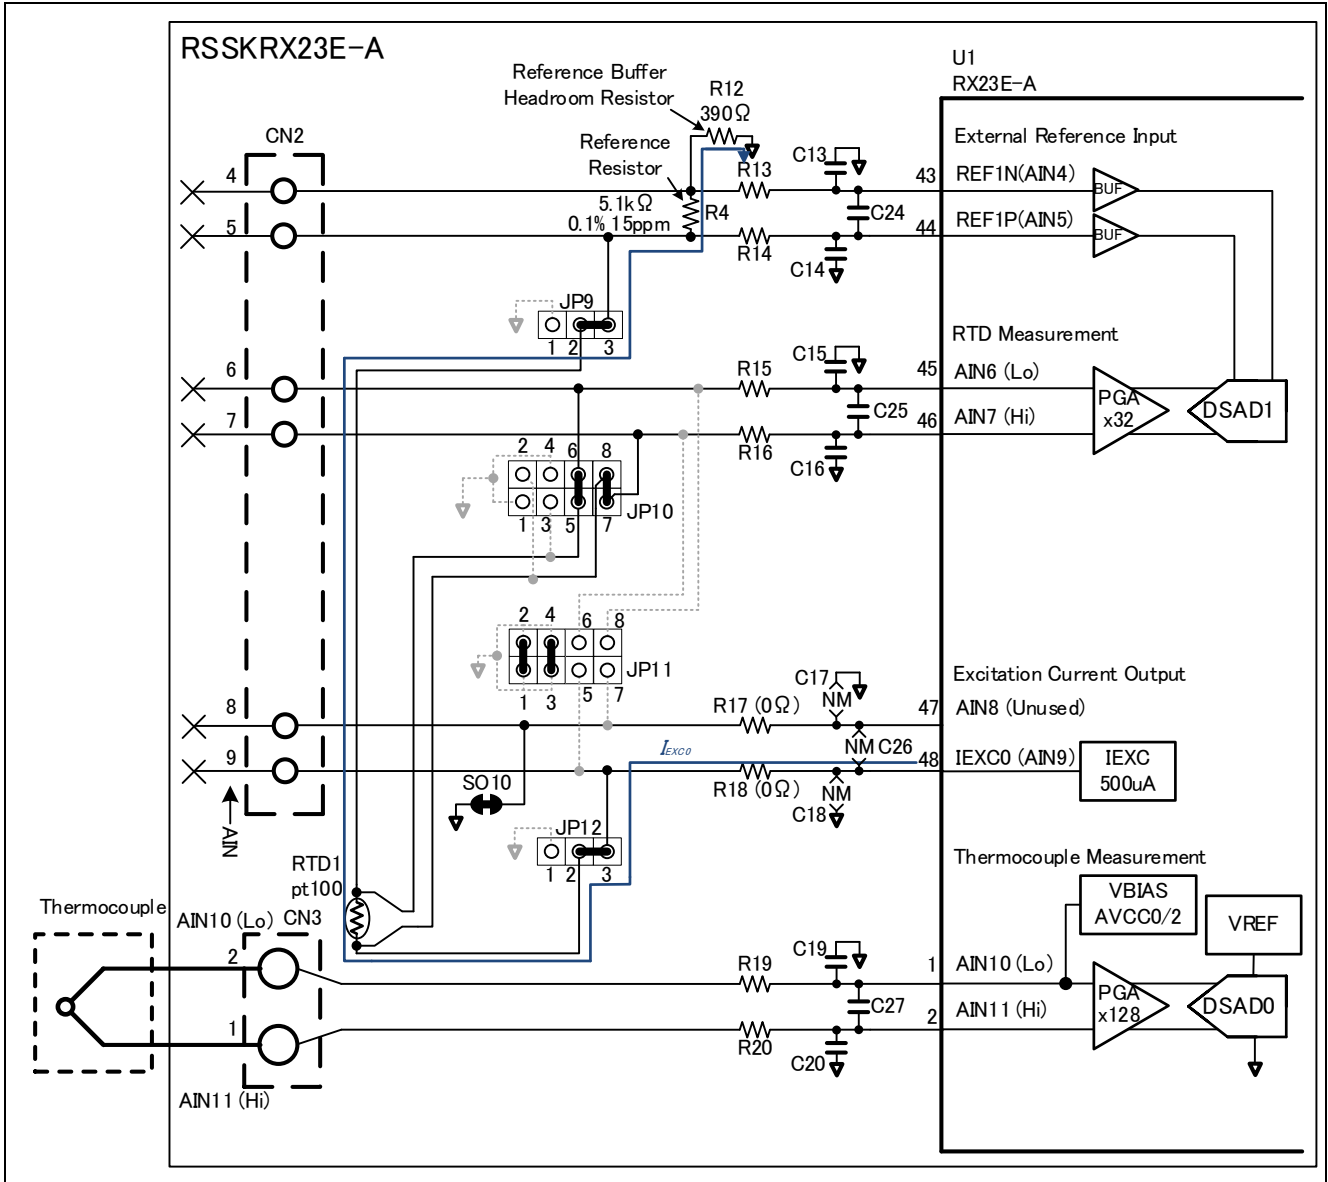 RSSKRX23E-A
U1
RX23E-A
Reference Buffer
Headroom Resistor
R12
390Ω
Reference
Resistor
CN2
C13
External Reference Input
R13
4
43
REF1N(AIN4)
BUF
5.1kΩ
0.1% 15ppm
R4
C24
5
44
REF1P(AIN5)
BUF
R14
C14
JP9
1
2
3
RTD Measurement
C15
R15
6
45
AIN6 (Lo)
C25
PGA
x32
DSAD1
7
46
AIN7 (Hi)
R16
C16
2
4
6
8
JP10
1
3
5
7
2
4
6
8
JP11
1
3
5
7
Excitation Current Output
C17
NM
R17 (0Ω)
8
47
AIN8 (Unused)
NM C26
IEXC0
9
48
IEXC0 (AIN9)
IEXC
500uA
R18 (0Ω)
NM
C18
SO10
AIN
JP12
1
2
3
RTD1
pt100
Thermocouple Measurement
VBIAS
AVCC0/2
VREF
Thermocouple
AIN10 (Lo)
CN3
C19
R19
2
1
AIN10 (Lo)
C27
PGA
x128
DSAD0
1
2
AIN11 (Hi)
R20
C20
AIN11 (Hi)